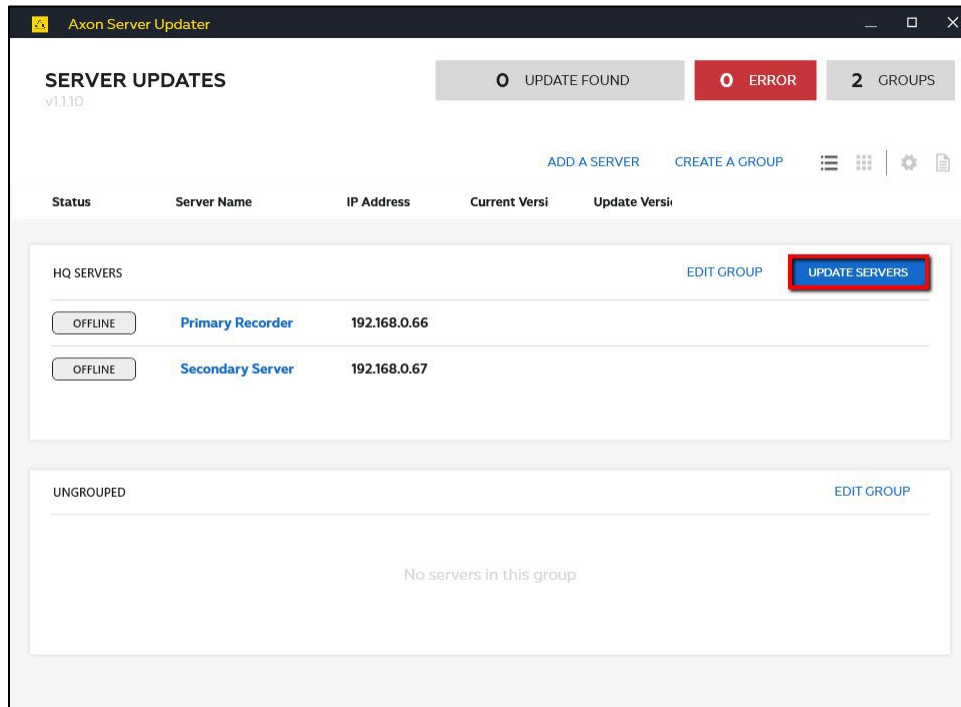 Axon Server Updater
SERVER UPDATES
v1.1.10
0 UPDATE FOUND
0 ERROR
2 GROUPS
ADD A SERVER
CREATE A GROUP
Status Server Name IP Address Current Versi Update Versi
HQ SERVERS
EDIT GROUP
UPDATE SERVERS
OFFLINE Primary Recorder 192.168.0.66
OFFLINE Secondary Server 192.168.0.67
UNGROUPED
EDIT GROUP
No servers in this group